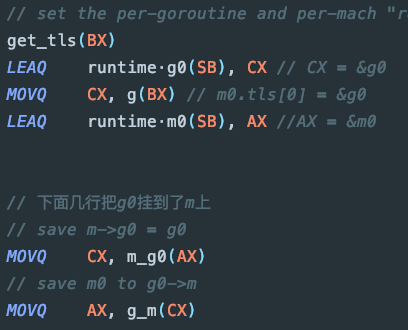 // set the per-goroutine and per-mach "r
get_tls(BX)
LEAQ runtime·g0(SB), CX // CX = &g0
MOVQ CX, g(BX) // m0.tls[0] = &g0
LEAQ runtime·m0(SB), AX //AX = &m0
// 下面几行把g0挂到了m上
// save m->g0 = g0
MOVQ CX, m_g0(AX)
// save m0 to g0->m
MOVQ AX, g_m(CX)